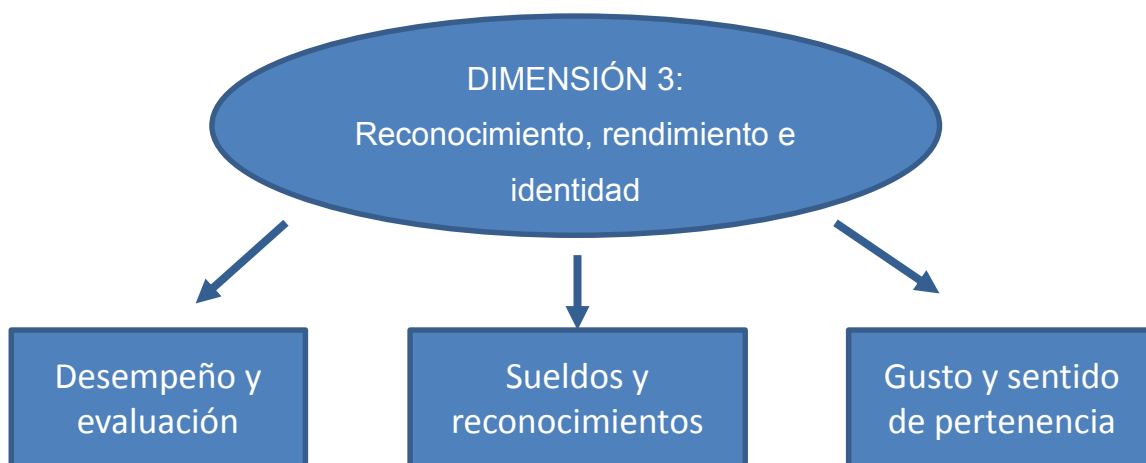 DIMENSIÓN 3:
Reconocimiento, rendimiento e
identidad
Desempeño y
evaluación
Sueldos y
reconocimientos
Gusto y sentido
de pertenencia